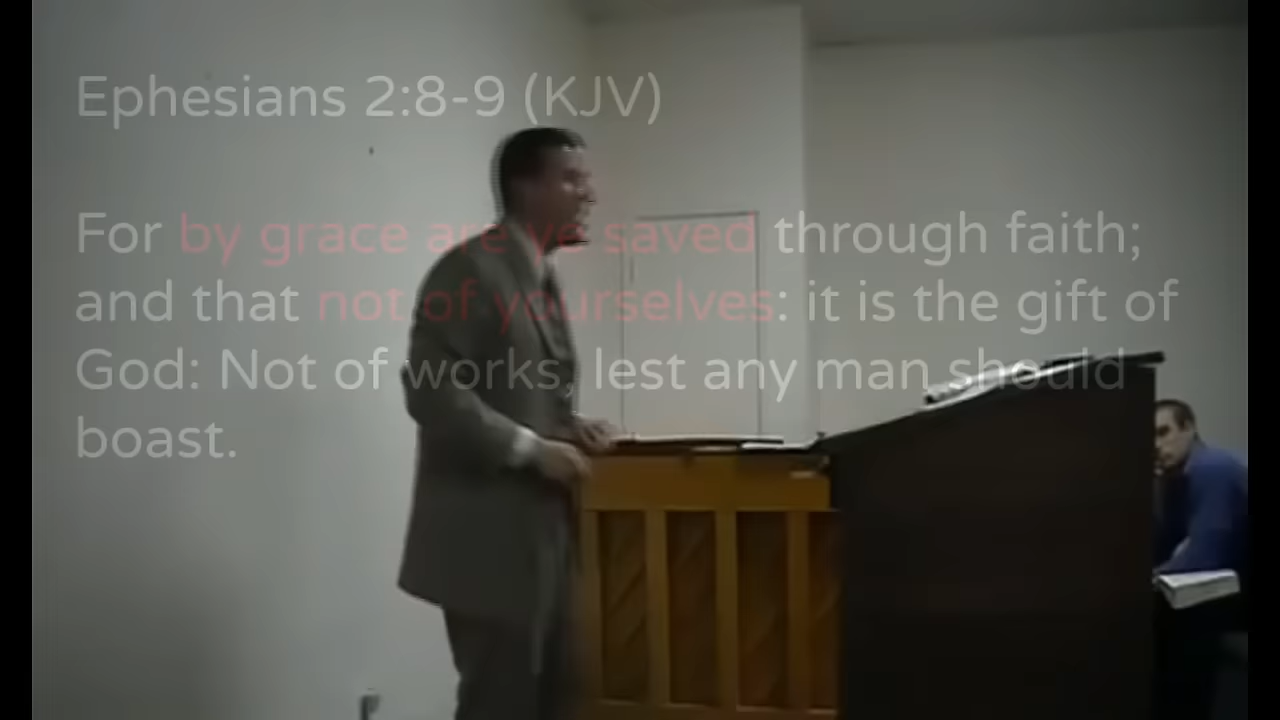 Ephesians 2:8-9 (KJV)
For by grace are ye saved through faith;
and that not of yourselves: it is the gift of
God: Not of works, lest any man should
boast.